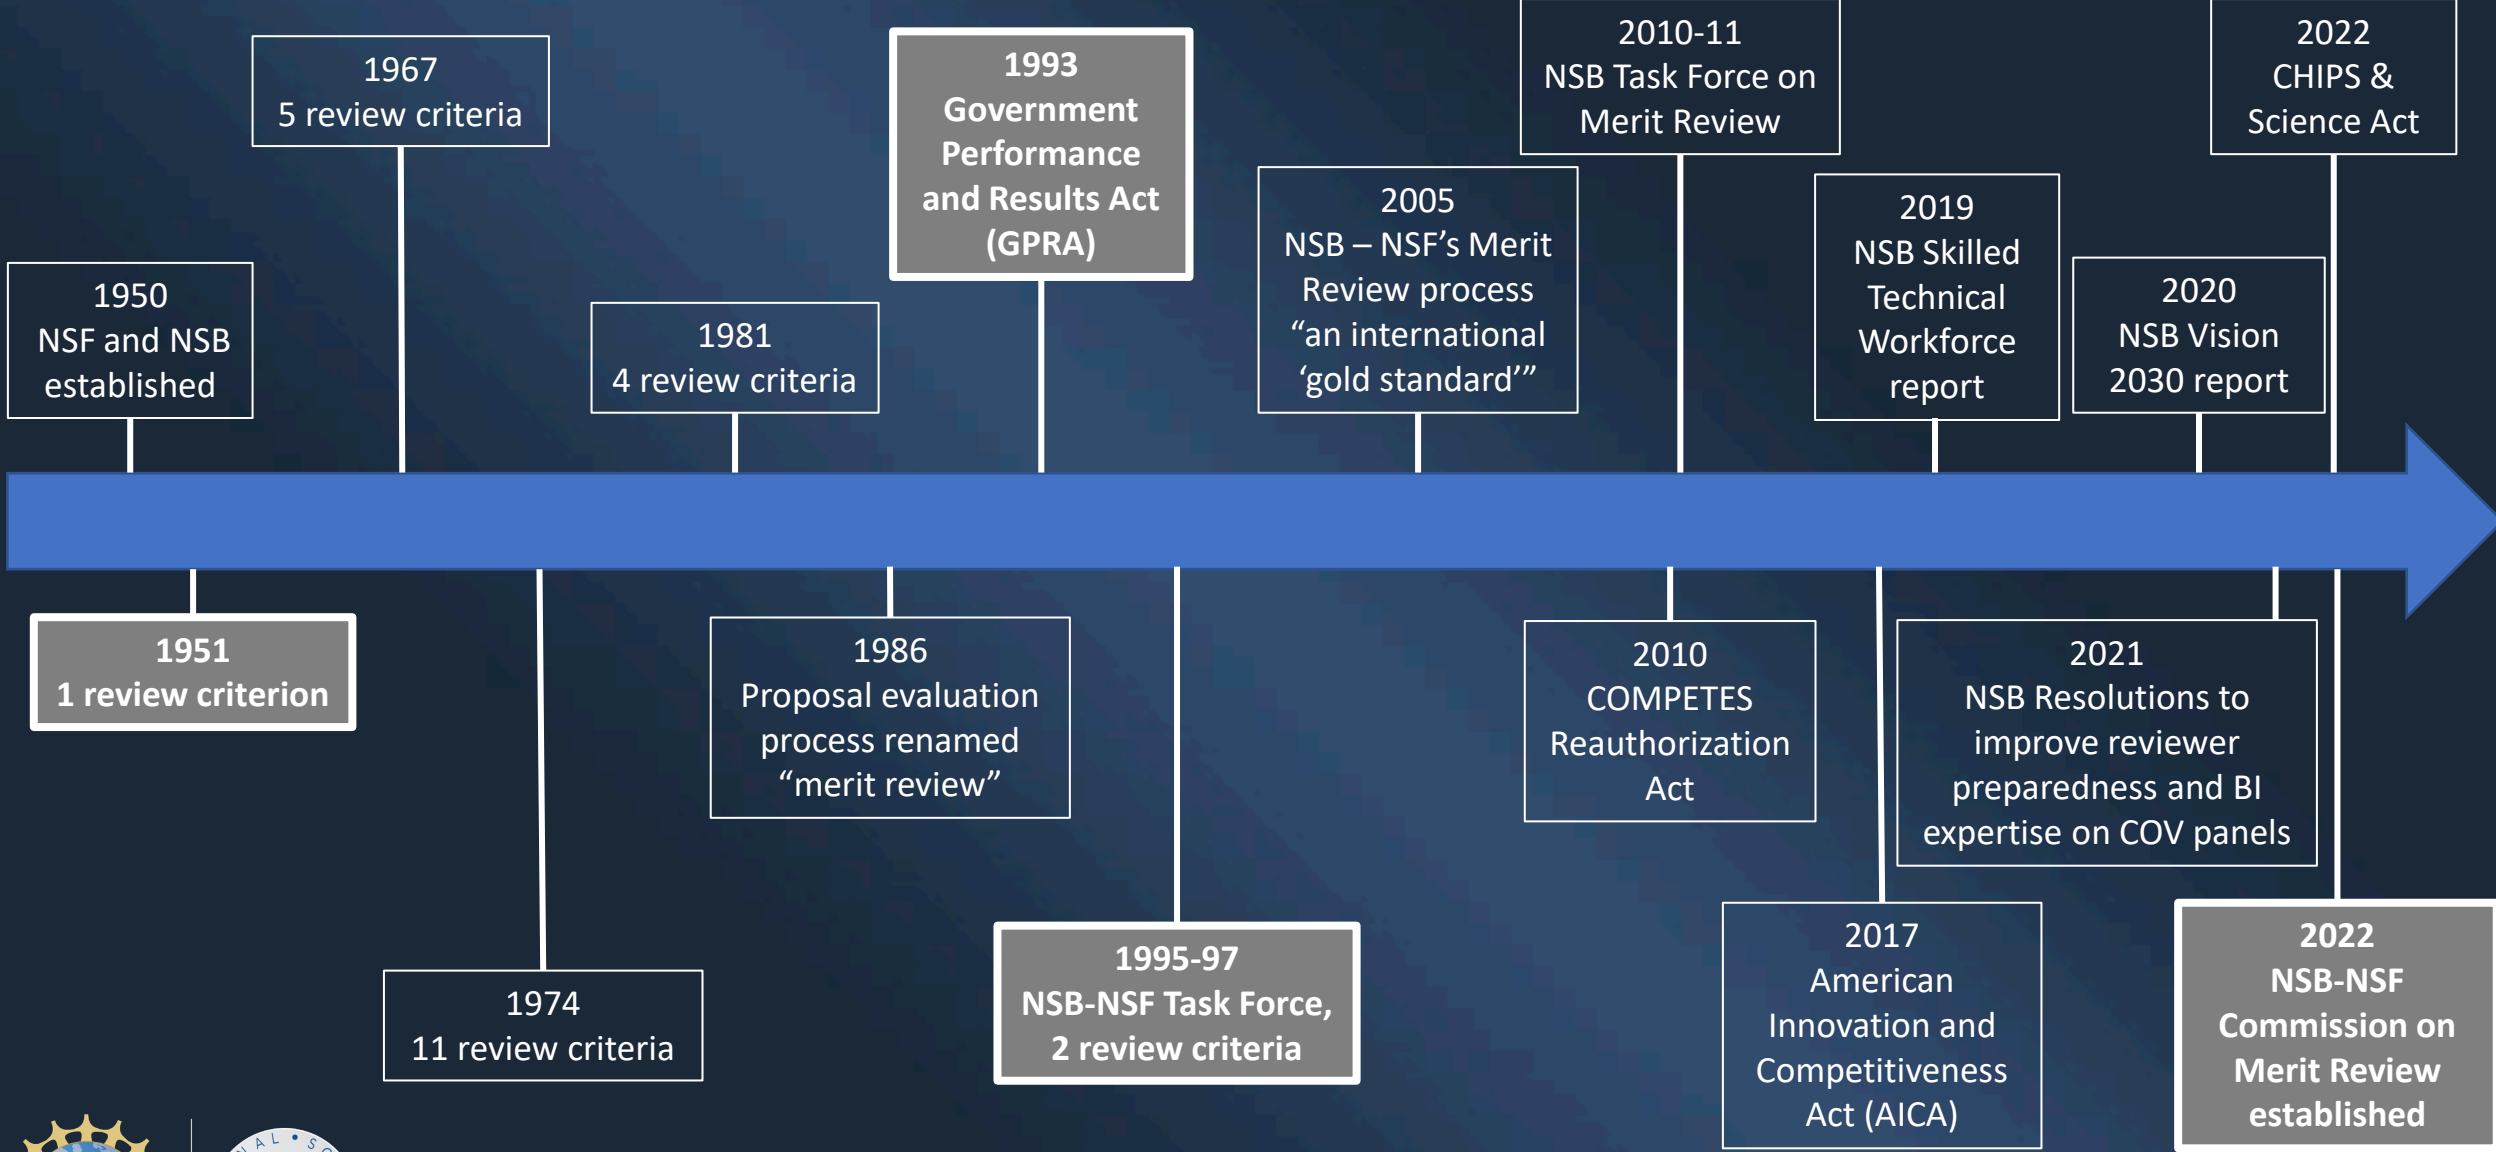 1950
NSF and NSB
established
1951
1 review criterion
1967
5 review criteria
1974
11 review criteria
1981
4 review criteria
1986
Proposal evaluation
process renamed
“merit review”
1993
Government
Performance
and Results Act
(GPRA)
1995-97
NSB-NSF Task Force,
2 review criteria
2005
NSB – NSF’s Merit
Review process
“an international
‘gold standard’”
2010-11
NSB Task Force on
Merit Review
2010
COMPETES
Reauthorization
Act
2017
American
Innovation and
Competitiveness
Act (AICA)
2019
NSB Skilled
Technical
Workforce
report
2020
NSB Vision
2030 report
2021
NSB Resolutions to
improve reviewer
preparedness and BI
expertise on COV panels
2022
CHIPS &
Science Act
2022
NSB-NSF
Commission on
Merit Review
established